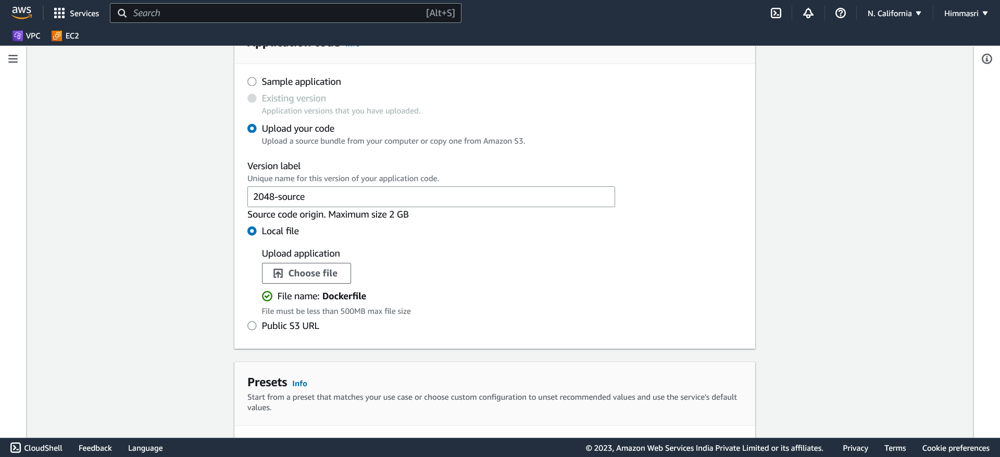 aws
Services
Search
[Alt+S]
N. California
Himmasri
VPC
EC2
Application code Info
Sample application
Existing version
Application versions that you have uploaded.
Upload your code
Upload a source bundle from your computer or copy one from Amazon S3.
Version label
Unique name for this version of your application code.
2048-source
Source code origin. Maximum size 2 GB
Local file
Upload application
Choose file
File name: Dockerfile
File must be less than 500MB max file size
Public S3 URL
Presets Info
Start from a preset that matches your use case or choose custom configuration to unset recommended values and use the service's default
values.
CloudShell
Feedback
Language
© 2023, Amazon Web Services India Private Limited or its affiliates.
Privacy
Terms
Cookie preferences